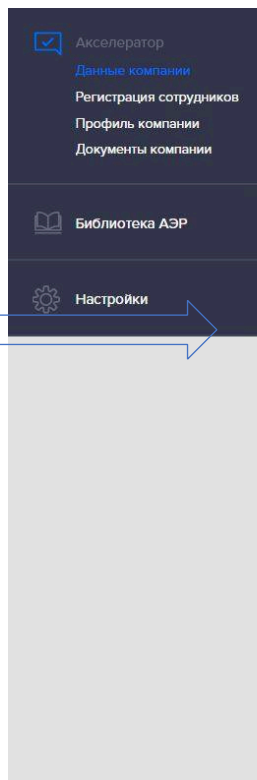 Акселератор
Данные компании
Регистрация сотрудников
Профиль компании
Документы компании
Библиотека АЭР
Настройки